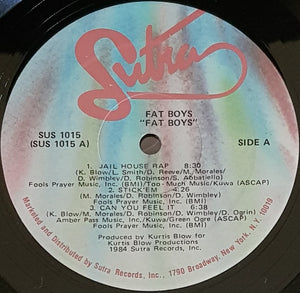 Sutra
FAT BOYS
"FAT BOYS"
SUS 1015
(SUS 1015 A)
SIDE A
1. JAIL HOUSE RAP 8:30
(K. Blow/L. Smith/D. Reeve/M. Morales/
D. Wimbley/D. Robinson/S. Abbatiello)
Fools Prayer Music, Inc. (BMI)/Too-Much/Kuwa (ASCAP)
2. STICK'EM 4:26
(M. Morales/D. Robinson/D. Wimbley)
Fools Prayer Music, Inc. (BMI)
3. CAN YOU FEEL IT 6:38
(K. Blow/M. Morales/D. Robinson/D. Wimbley/D. Ogrin)
Amber Pass Music, Inc./Kuwa/Green Ogre (ASCAP)
Fools Prayer Music, Inc. (BMI)
Produced by Kurtis Blow for
Kurtis Blow Productions
1984 Sutra Records, Inc.
Marketed and Distributed by Sutra Records, Inc., 1790 Broadway, New York, N.Y. 10019